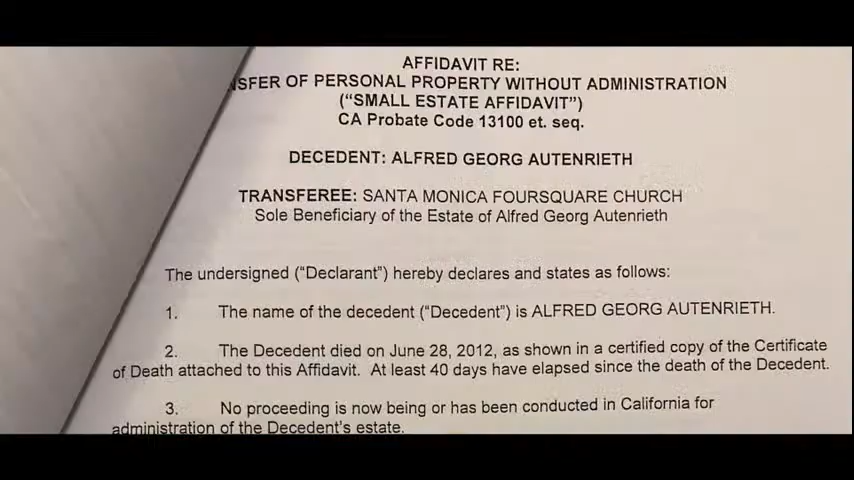 AFFIDAVIT RE:
NSFER OF PERSONAL PROPERTY WITHOUT ADMINISTRATION
("SMALL ESTATE AFFIDAVIT")
CA Probate Code 13100 et. seq.
DECEDENT: ALFRED GEORG AUTENRIETH
TRANSFEREE: SANTA MONICA FOURSQUARE CHURCH
Sole Beneficiary of the Estate of Alfred Georg Autenrieth
The undersigned ("Declarant") hereby declares and states as follows:
1. The name of the decedent ("Decedent") is ALFRED GEORG AUTENRIETH.
2. The Decedent died on June 28, 2012, as shown in a certified copy of the Certificate
of Death attached to this Affidavit. At least 40 days have elapsed since the death of the Decedent.
3. No proceeding is now being or has been conducted in California for
administration of the Decedent's estate.